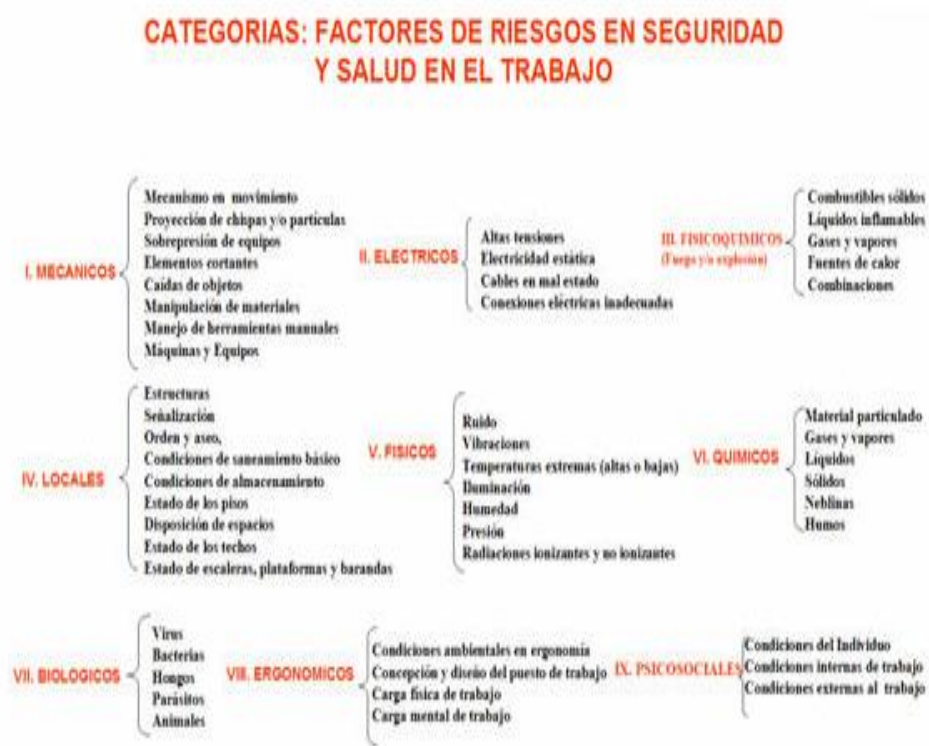 CATEGORIAS: FACTORES DE RIESGOS EN SEGURIDAD
Y SALUD EN EL TRABAJO
I. MECANICOS
Mecanismo en movimiento
Proyección de chispas y/o partículas
Sobrepresión de equipos
Elementos cortantes
Caídas de objetos
Manipulación de materiales
Manejo de herramientas manuales
Máquinas y Equipos
II. ELECTRICOS
Altas tensiones
Electricidad estática
Cables en mal estado
Conexiones eléctricas inadecuadas
III. FISICOQUIMICOS
(Fuego y/o explosión)
Combustibles sólidos
Líquidos inflamables
Gases y vapores
Fuentes de calor
Combinaciones
IV. LOCALES
Estructuras
Señalización
Orden y aseo,
Condiciones de saneamiento básico
Condiciones de almacenamiento
Estado de los pisos
Disposición de espacios
Estado de los techos
Estado de escaleras, plataformas y barandas
V. FISICOS
Ruido
Vibraciones
Temperaturas extremas (altas o bajas)
Iluminación
Humedad
Presión
Radiaciones ionizantes y no ionizantes
VI. QUIMICOS
Material particulado
Gases y vapores
Líquidos
Sólidos
Neblinas
Humos
VII. BIOLOGICOS
Virus
Bacterias
Hongos
Parásitos
Animales
VIII. ERGONOMICOS
Condiciones ambientales en ergonomía
Concepción y diseño del puesto de trabajo
Carga física de trabajo
Carga mental de trabajo
IX. PSICOSOCIALES
Condiciones del Individuo
Condiciones internas de trabajo
Condiciones externas al trabajo